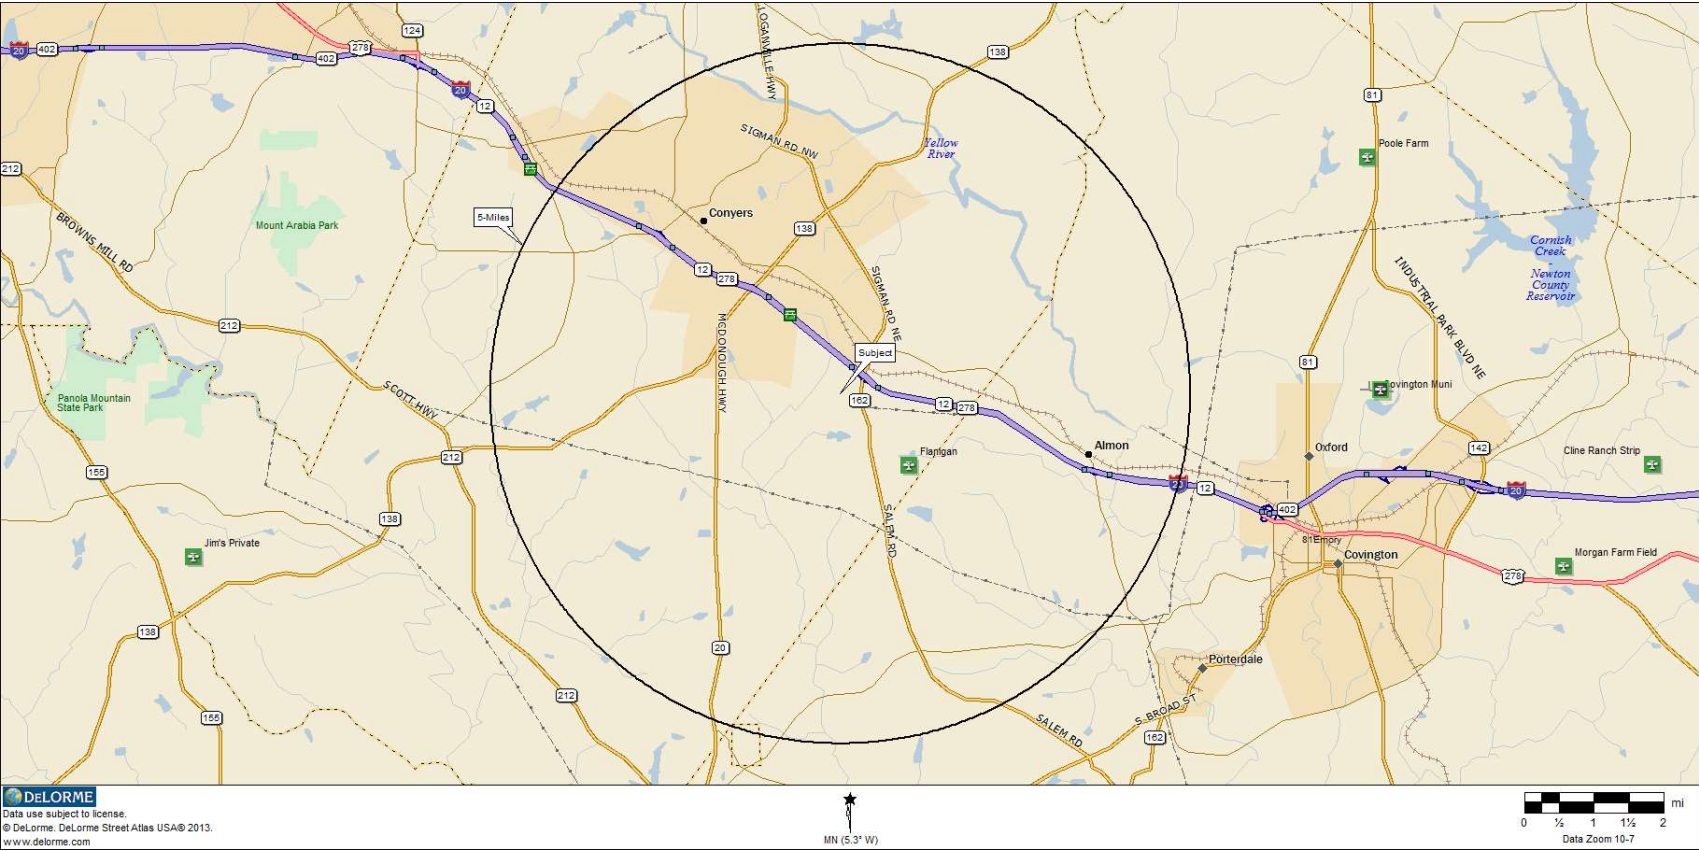 20
402
278
124
402
20
12
LOGANVILLE HWY
138
81
SIGMAN RD NW
Yellow
River
Poole Farm
212
BROWNS MILL RD
Mount Arabia Park
5-Miles
Conyers
138
Cornish
Creek
-
Newton
County
Reservoir
12
278
SIGMAN RD NE
INDUSTRIAL PARK BLVD NE
212
MCDONOUGH HWY
Subject
81
Panola Mountain
State Park
SCOTT HWY
162
12
278
Covington Muni
212
155
Flanigan
Almon
Oxford
142
Cline Ranch Strip
20
12
20
402
138
SALEM RD
Jim's Private
81Emory
Covington
Morgan Farm Field
278
138
20
Porterdale
212
155
SALEM RD
S BROAD ST
162
DELORME
Data use subject to license.
© DeLorme. DeLorme Street Atlas USA® 2013.
www.delorme.com
MN (5.3° W)
mi
0 ½ 1 1½ 2
Data Zoom 10-7